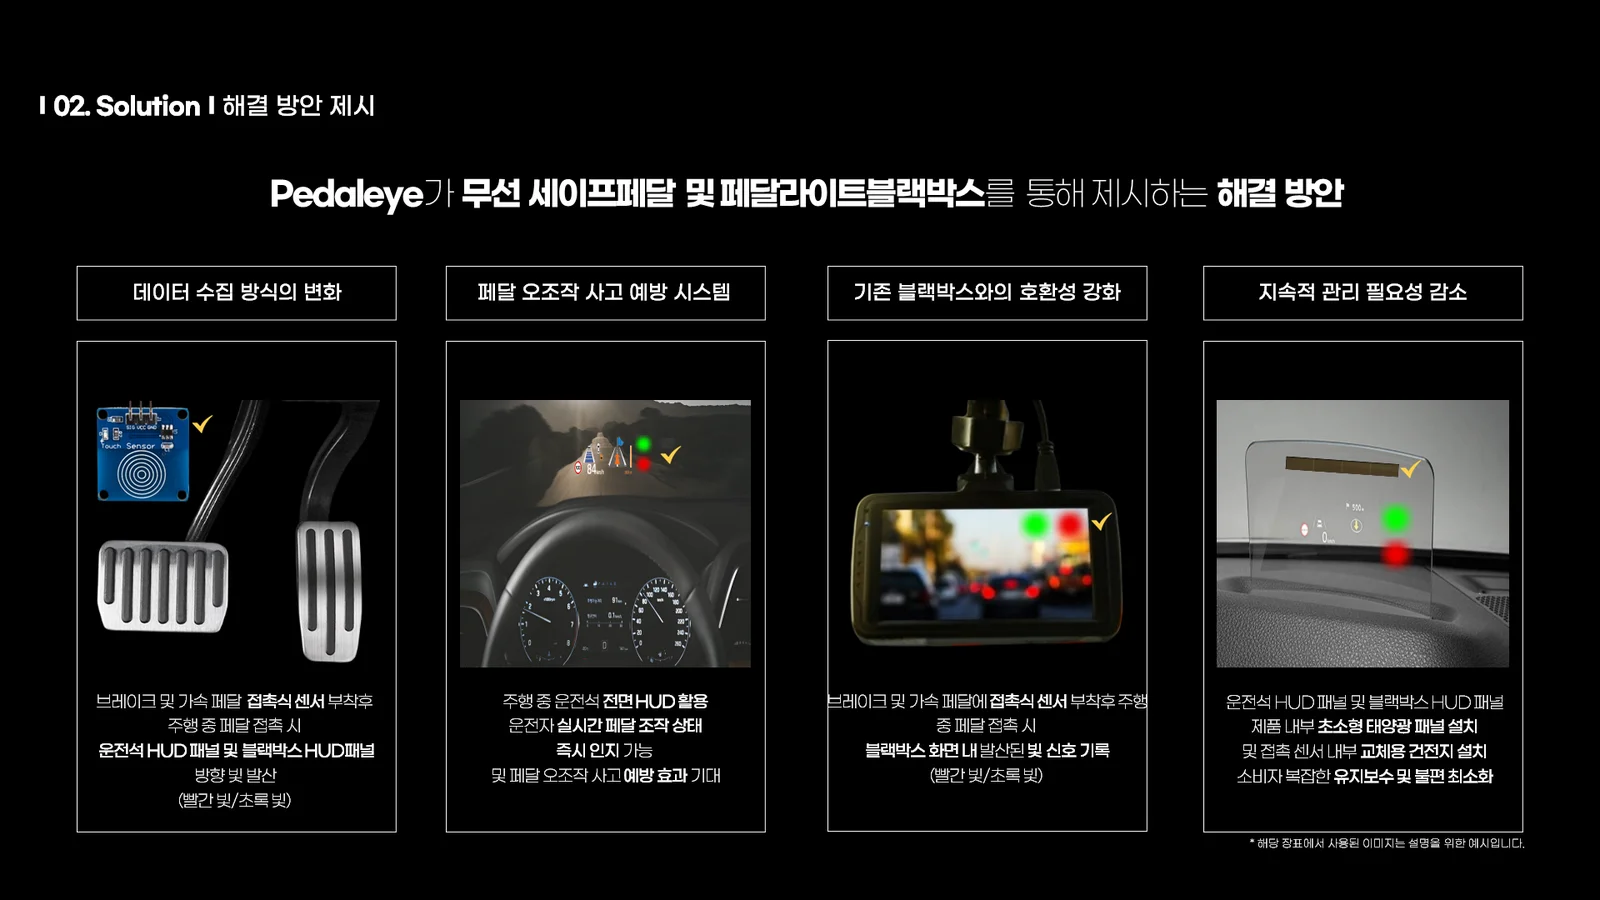 I 02. Solution I 해결 방안 제시
Pedaleye가 무선 세이프페달 및 페달라이트블랙박스를 통해 제시하는 해결 방안
데이터 수집 방식의 변화
SIG VCC GND
Touch Sensor
브레이크 및 가속 페달 접촉식 센서 부착후
주행 중 페달 접촉 시
운전석 HUD 패널 및 블랙박스 HUD패널
방향 빛 발산
(빨간 빛/초록 빛)
페달 오조작 사고 예방 시스템
84
주행 중 운전석 전면 HUD 활용
운전자 실시간 페달 조작 상태
즉시 인지 가능
및 페달 오조작 사고 예방 효과 기대
기존 블랙박스와의 호환성 강화
브레이크 및 가속 페달에 접촉식 센서 부착후 주행
중 페달 접촉 시
블랙박스 화면 내 발산된 빛 신호 기록
(빨간 빛/초록 빛)
지속적 관리 필요성 감소
운전석 HUD 패널 및 블랙박스 HUD 패널
제품 내부 초소형 태양광 패널 설치
및 접촉 센서 내부 교체용 건전지 설치
소비자 복잡한 유지보수 및 불편 최소화
* 해당 장표에서 사용된 이미지는 설명을 위한 예시입니다.